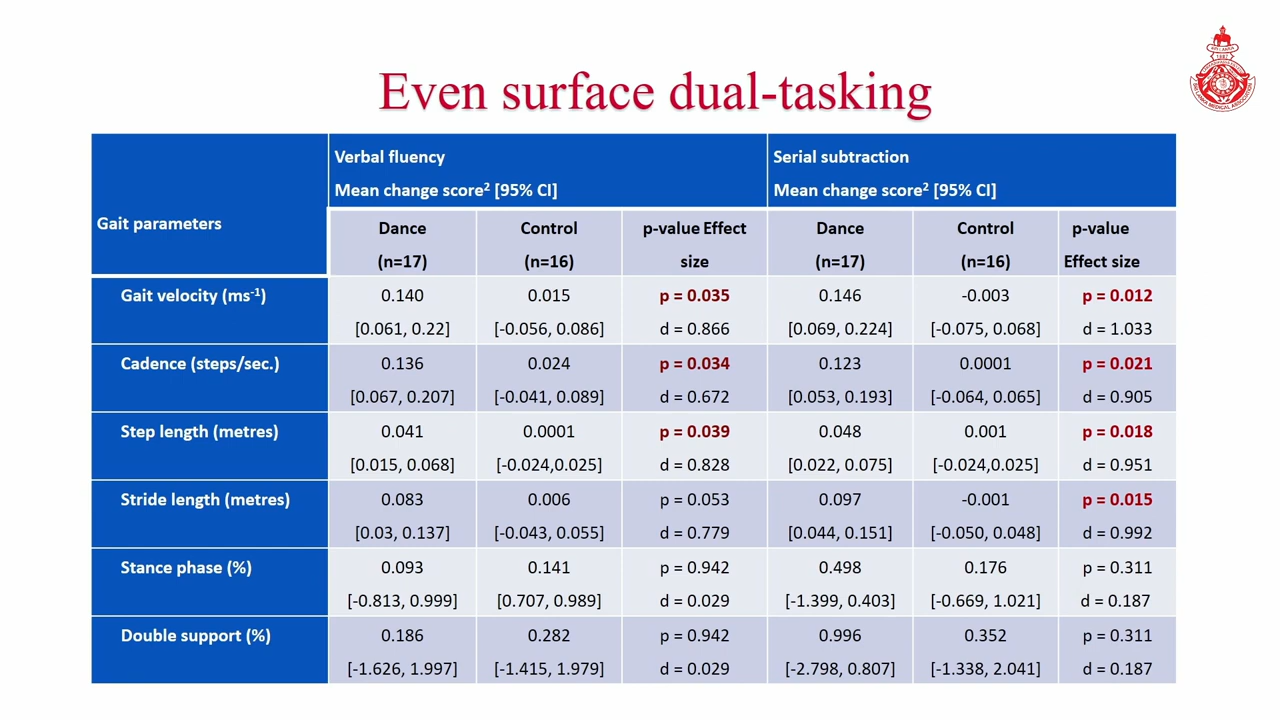 Even surface dual-tasking
Verbal fluency Serial subtraction
Mean change score² [95% CI] Mean change score² [95% CI]
Gait parameters
Dance Control p-value Effect Dance Control p-value
(n=17) (n=16) size (n=17) (n=16) Effect size
Gait velocity (ms⁻¹) 0.140 0.015 p = 0.035 0.146 -0.003 p = 0.012
[0.061, 0.22] [-0.056, 0.086] d = 0.866 [0.069, 0.224] [-0.075, 0.068] d = 1.033
Cadence (steps/sec.) 0.136 0.024 p = 0.034 0.123 0.0001 p = 0.021
[0.067, 0.207] [-0.041, 0.089] d = 0.672 [0.053, 0.193] [-0.064, 0.065] d = 0.905
Step length (metres) 0.041 0.0001 p = 0.039 0.048 0.001 p = 0.018
[0.015, 0.068] [-0.024,0.025] d = 0.828 [0.022, 0.075] [-0.024,0.025] d = 0.951
Stride length (metres) 0.083 0.006 p = 0.053 0.097 -0.001 p = 0.015
[0.03, 0.137] [-0.043, 0.055] d = 0.779 [0.044, 0.151] [-0.050, 0.048] d = 0.992
Stance phase (%) 0.093 0.141 p = 0.942 0.498 0.176 p = 0.311
[-0.813, 0.999] [0.707, 0.989] d = 0.029 [-1.399, 0.403] [-0.669, 1.021] d = 0.187
Double support (%) 0.186 0.282 p = 0.942 0.996 0.352 p = 0.311
[-1.626, 1.997] [-1.415, 1.979] d = 0.029 [-2.798, 0.807] [-1.338, 2.041] d = 0.187